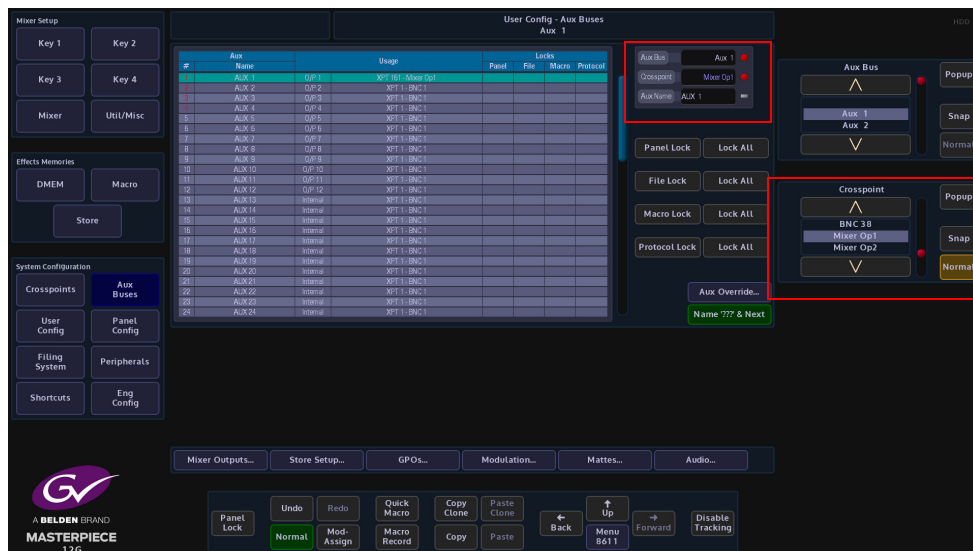 Mixer Setup
Key 1
Key 2
Key 3
Key 4
Mixer
Util/Misc
Effects Memories
DMEM
Macro
Store
System Configuration
Crosspoints
Aux
Buses
User
Config
Panel
Config
Filing
System
Peripherals
Shortcuts
Eng
Config
A BELDEN BRAND
MASTERPIECE
12G
User Config - Aux Buses
Aux 1
Aux Usage Locks
# Name Panel File Macro Protocol
1 AUX 1 O/P 1 XPT 161 - Mixer Op1
2 AUX 2 O/P 2 XPT 1 - BNC 1
3 AUX 3 O/P 3 XPT 1 - BNC 1
4 AUX 4 O/P 4 XPT 1 - BNC 1
5 AUX 5 O/P 5 XPT 1 - BNC 1
6 AUX 6 O/P 6 XPT 1 - BNC 1
7 AUX 7 O/P 7 XPT 1 - BNC 1
8 AUX 8 O/P 8 XPT 1 - BNC 1
9 AUX 9 O/P 9 XPT 1 - BNC 1
10 AUX 10 O/P 10 XPT 1 - BNC 1
11 AUX 11 O/P 11 XPT 1 - BNC 1
12 AUX 12 O/P 12 XPT 1 - BNC 1
13 AUX 13 Internal XPT 1 - BNC 1
14 AUX 14 Internal XPT 1 - BNC 1
15 AUX 15 Internal XPT 1 - BNC 1
16 AUX 16 Internal XPT 1 - BNC 1
17 AUX 17 Internal XPT 1 - BNC 1
18 AUX 18 Internal XPT 1 - BNC 1
19 AUX 19 Internal XPT 1 - BNC 1
20 AUX 20 Internal XPT 1 - BNC 1
21 AUX 21 Internal XPT 1 - BNC 1
22 AUX 22 Internal XPT 1 - BNC 1
23 AUX 23 Internal XPT 1 - BNC 1
24 AUX 24 Internal XPT 1 - BNC 1
Aux Bus Aux 1
Crosspoint Mixer Op1
Aux Name AUX 1
Panel Lock
Lock All
File Lock
Lock All
Macro Lock
Lock All
Protocol Lock
Lock All
Aux Override...
Name '???' & Next
HDD
Aux Bus
Aux 1
Aux 2
Popup
Snap
Normal
Crosspoint
BNC 38
Mixer Op1
Mixer Op2
Popup
Snap
Normal
Mixer Outputs...
Store Setup...
GPOs...
Modulation...
Mattes...
Audio...
Panel
Lock
Undo
Redo
Normal
Mod-
Assign
Quick
Macro
Macro
Record
Copy
Clone
Paste
Clone
Copy
Paste
Back
Up
Menu
8611
Forward
Disable
Tracking